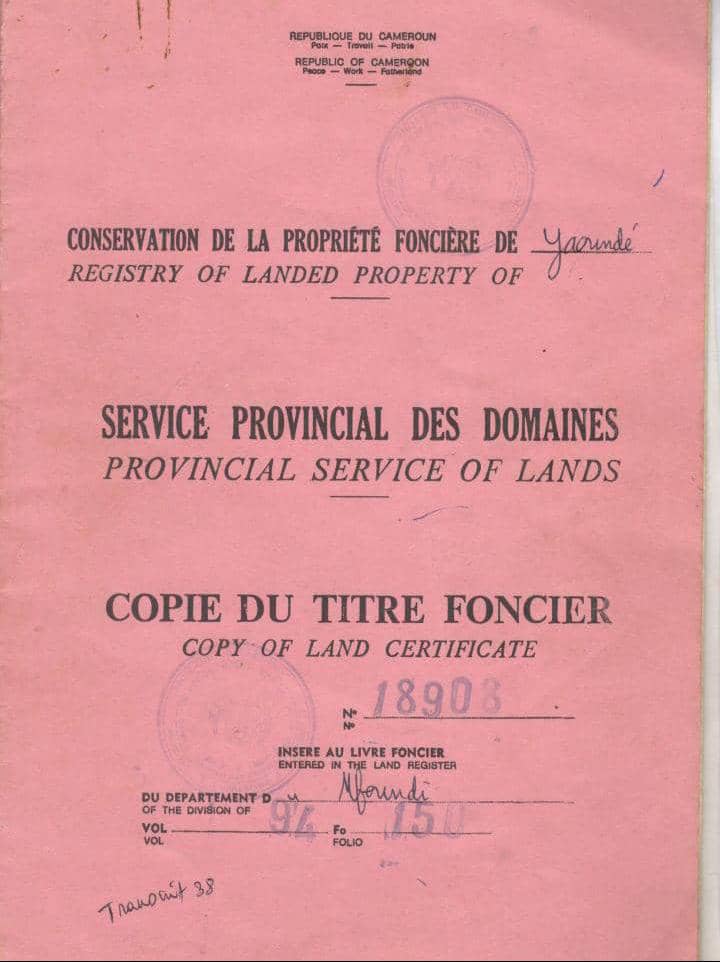 REPUBLIQUE DU CAMEROUN
Paix — Travail — Patrie
REPUBLIC OF CAMEROON
Peace — Work — Fatherland
CONSERVATION DE LA PROPRIÉTÉ FONCIÈRE DE Yaoundé
REGISTRY OF LANDED PROPERTY OF
SERVICE PROVINCIAL DES DOMAINES
PROVINCIAL SERVICE OF LANDS
COPIE DU TITRE FONCIER
COPY OF LAND CERTIFICATE
N° 18908
N°
INSERE AU LIVRE FONCIER
ENTERED IN THE LAND REGISTER
DU DEPARTEMENT D u Mfoundi
OF THE DIVISION OF
VOL 94 Fo 150
VOL FOLIO
38